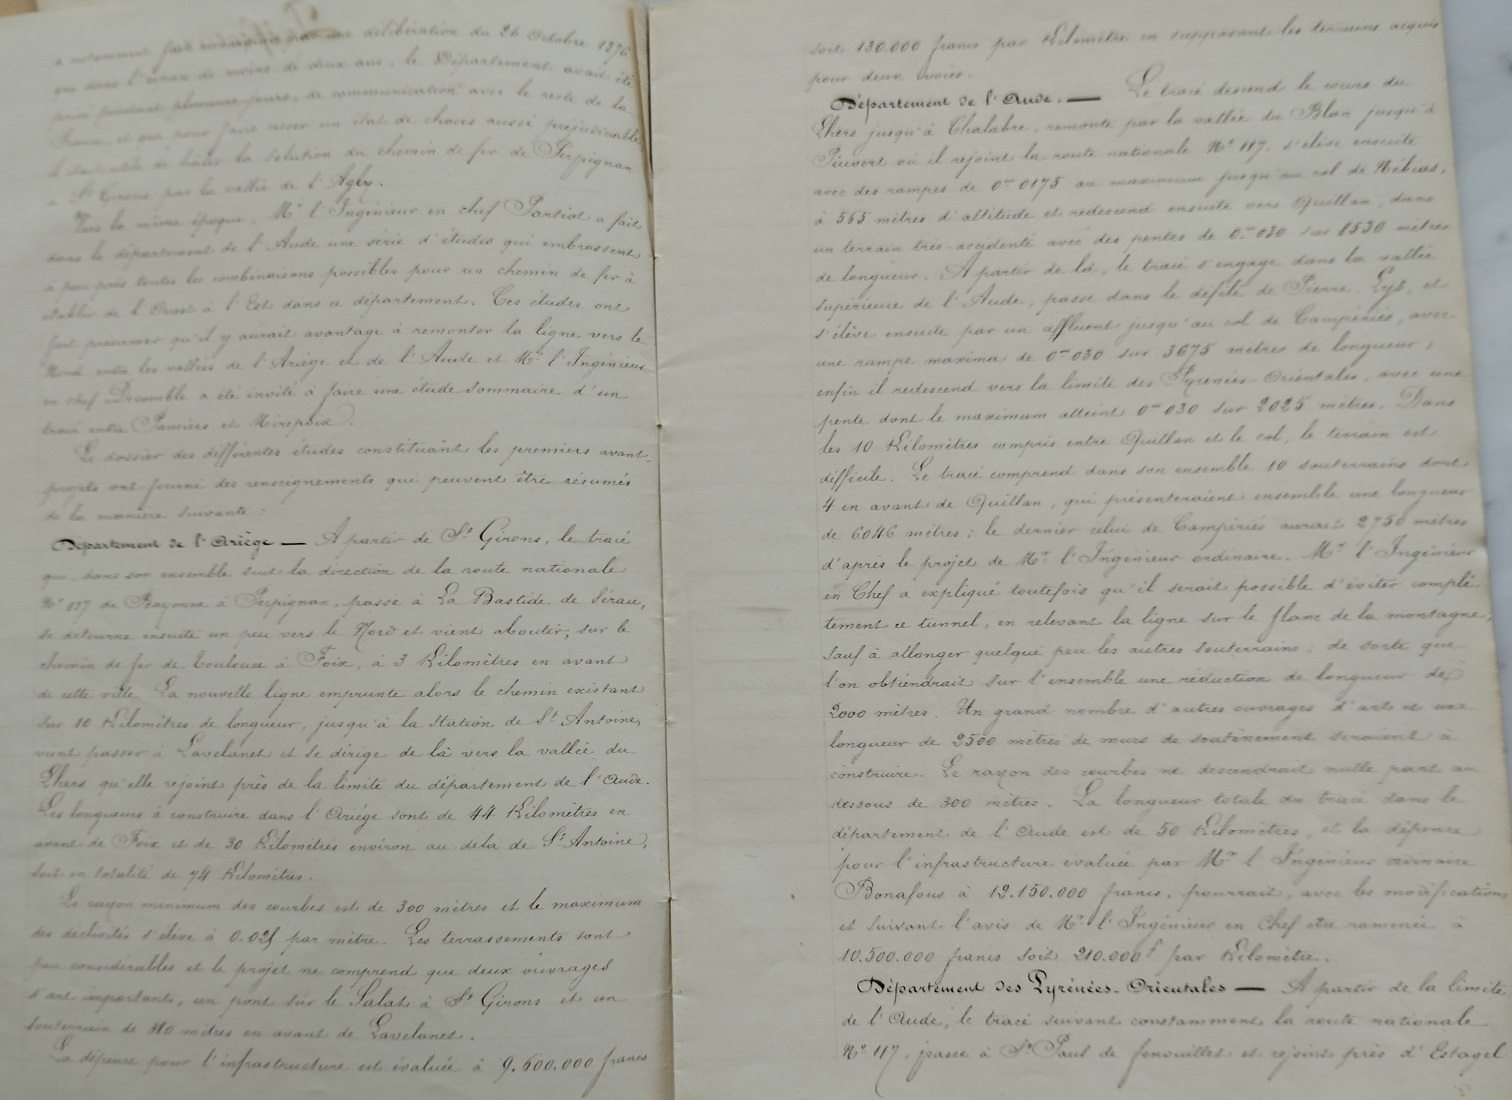 a notamment fait remarquer dans une délibération du 26 Octobre 1876
que dans l'espace de moins de deux ans, le Département avait été
privé pendant plusieurs jours, de communication avec le reste de la
France, et que pour faire cesser un état de choses aussi préjudiciable
il était utile de hâter la solution du chemin de fer de Perpignan
à St Girons par la vallée de l'Agly.
Vers la même époque, Mr l'Ingénieur en chef Partiot a fait
dans le département de l'Aude une série d'études qui embrassent
à peu près toutes les combinaisons possibles pour un chemin de fer à
établir de l'Ouest à l'Est dans ce département. Ces études ont
fait présumer qu'il y aurait avantage à remonter la ligne vers le
Nord, entre les vallées de l'Ariège et de l'Aude et Mr l'Ingénieur
en chef Decomble a été invité à faire une étude sommaire d'un
tracé entre Pamiers et Mirepoix.
Le dossier des différentes études constituant les premiers avant-
projets ont fourni des renseignements qui peuvent être résumés
de la manière suivante :
Département de l'Ariège — A partir de St Girons, le tracé
qui, dans son ensemble suit la direction de la route nationale
No 117 de Bayonne à Perpignan, passe à La Bastide de Sérou,
se détourne ensuite un peu vers le Nord et vient aboutir, sur le
chemin de fer de Toulouse à Foix, à 3 Kilomètres en avant
de cette ville. La nouvelle ligne emprunte alors le chemin existant
sur 10 Kilomètres de longueur, jusqu'à la station de St Antoine,
vient passer à Lavelanet et se dirige de là vers la vallée du
Lhers qu'elle rejoint près de la limite du département de l'Aude.
Les longueurs à construire dans l'Ariège sont de 44 Kilomètres en
avant de Foix et de 30 Kilomètres environ au delà de St Antoine,
soit en totalité de 74 Kilomètres.
Le rayon minimum des courbes est de 300 mètres et le maximum
des déclivités s'élève à 0.025 par mètre. Les terrassements sont
peu considérables et le projet ne comprend que deux ouvrages
d'art importants, un pont sur le Salat à St Girons et un
souterrain de 110 mètres en avant de Lavelanet.
La dépense pour l'infrastructure est évaluée à 9.600.000 francs
soit 130.000 francs par Kilomètre en supposant les terrains acquis
pour deux voies.
Département de l'Aude. — Le tracé descend le cours du
Lhers jusqu'à Chalabre, remonte par la vallée du Blau jusqu'à
Puivert où il rejoint la route nationale No 117, s'élève ensuite
avec des rampes de 0m 0175 au maximum jusqu'au col de Nébias,
à 565 mètres d'altitude et redescend ensuite vers Quillan, dans
un terrain très-accidenté avec des pentes de 0m 030 sur 1530 mètres
de longueur. A partir de là, le tracé s'engage dans la vallée
supérieure de l'Aude, passe dans le défilé de Pierre Lys, et
s'élève ensuite par un affluent jusqu'au col de Campériés, avec
une rampe maxima de 0m 030 sur 3675 mètres de longueur ;
enfin il redescend vers la limite des Pyrénées Orientales, avec une
pente dont le maximum atteint 0m 030 sur 2025 mètres. Dans
les 10 Kilomètres compris entre Quillan et le col, le terrain est
difficile. Le tracé comprend dans son ensemble 10 souterrains dont
4 en avant de Quillan, qui présenteraient ensemble une longueur
de 6046 mètres ; le dernier celui de Campériés aurait 2750 mètres
d'après le projet de Mr l'Ingénieur ordinaire. Mr l'Ingénieur
en Chef a expliqué toutefois qu'il serait possible d'éviter complè-
tement ce tunnel, en relevant la ligne sur le flanc de la montagne,
sauf à allonger quelque peu les autres souterrains ; de sorte que
l'on obtiendrait sur l'ensemble une réduction de longueur de
2000 mètres. Un grand nombre d'autres ouvrages d'art et une
longueur de 2500 mètres de murs de soutènement seraient à
construire. Le rayon des courbes ne descendrait nulle part au
dessous de 300 mètres. La longueur totale du tracé dans le
département de l'Aude est de 50 Kilomètres, et la dépense
pour l'infrastructure évaluée par Mr l'Ingénieur ordinaire
Bonafous à 12.150.000 francs, pourrait, avec les modifications
et suivant l'avis de Mr l'Ingénieur en Chef être ramenée à
10.500.000 francs soit 210.000f par Kilomètre.
Département des Pyrénées-Orientales — A partir de la limite
de l'Aude, le tracé suivant constamment la route nationale
No 117, passe à St Paul de fenouillet et rejoint près d'Estagel